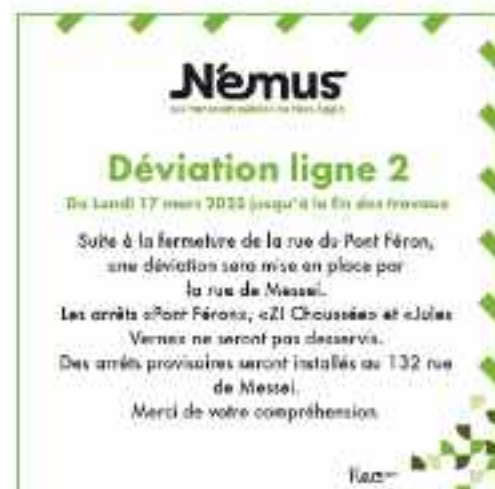 Némus
Déviation ligne 2
Du Lundi 17 mars 2025 jusqu'à la fin des travaux
Suite à la fermeture de la rue du Pont Féron,
une déviation sera mise en place par
la rue de Messei.
Les arrêts «Pont Féron», «ZI Chaussée» et «Jules
Verne» ne seront pas desservis.
Des arrêts provisoires seront installés au 132 rue
de Messei.
Merci de votre compréhension